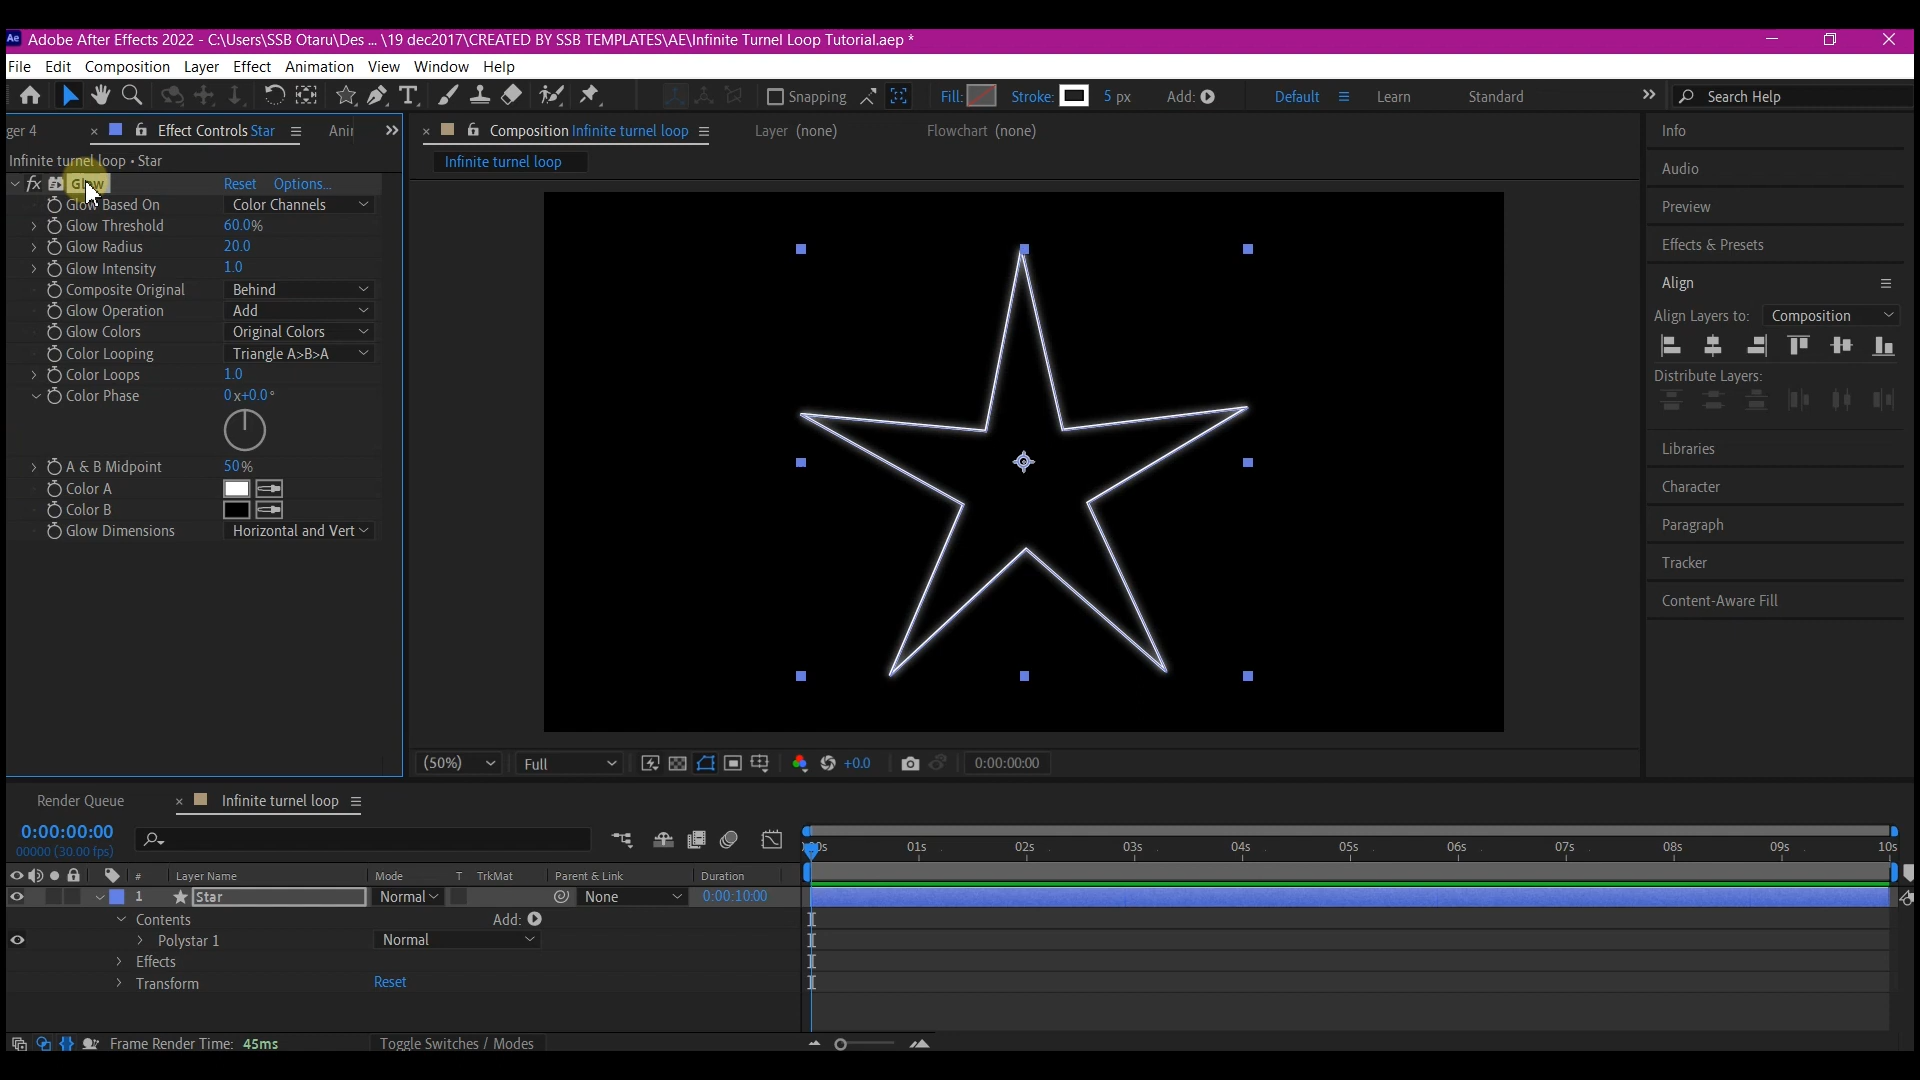 Ae Adobe After Effects 2022 - C:\Users\SSB Otaru\Des ... \19 dec2017\CREATED BY SSB TEMPLATES\AE\Infinite Turnel Loop Tutorial.aep *
File Edit Composition Layer Effect Animation View Window Help
Snapping Fill: Stroke: 5 px Add: Default Learn Standard Search Help
ger 4 Effect Controls Star Ani
Composition Infinite turnel loop Layer (none) Flowchart (none)
Infinite turnel loop • Star
Infinite turnel loop
fx Glow Reset Options...
Glow Based On Color Channels
Glow Threshold 60.0%
Glow Radius 20.0
Glow Intensity 1.0
Composite Original Behind
Glow Operation Add
Glow Colors Original Colors
Color Looping Triangle A>B>A
Color Loops 1.0
Color Phase 0x+0.0°
A & B Midpoint 50%
Color A
Color B
Glow Dimensions Horizontal and Vert
Info
Audio
Preview
Effects & Presets
Align
Align Layers to: Composition
Distribute Layers:
Libraries
Character
Paragraph
Tracker
Content-Aware Fill
(50%) Full +0.0 0:00:00:00
Render Queue Infinite turnel loop
0:00:00:00
00000 (30.00 fps)
01s 02s 03s 04s 05s 06s 07s 08s 09s 10s
# Layer Name Mode T TrkMat Parent & Link Duration
1 Star Normal None 0:00:10:00
Contents Add:
Polystar 1 Normal
Effects
Transform Reset
Frame Render Time: 45ms Toggle Switches / Modes